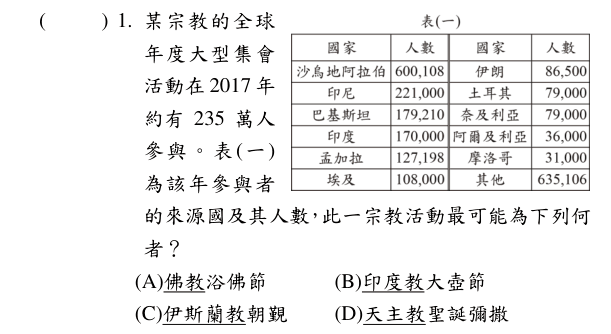 (　　) 1. 某宗教的全球
年度大型集會
活動在2017年
約有 235 萬人
參與。表(一)
為該年參與者
的來源國及其人數，此一宗教活動最可能為下列何
者？
(A)佛教浴佛節 (B)印度教大壺節
(C)伊斯蘭教朝覲 (D)天主教聖誕彌撒
表(一)
國家 人數 國家 人數
沙烏地阿拉伯 600,108 伊朗 86,500
印尼 221,000 土耳其 79,000
巴基斯坦 179,210 奈及利亞 79,000
印度 170,000 阿爾及利亞 36,000
孟加拉 127,198 摩洛哥 31,000
埃及 108,000 其他 635,106